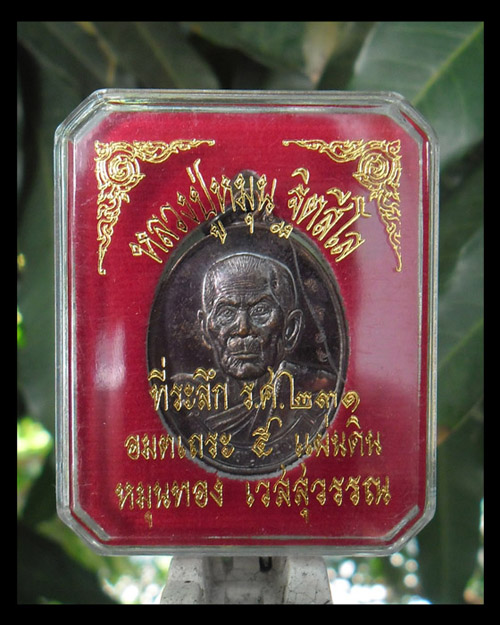 หลวงปู่หมุน ฐิตสีโล
ที่ระลึก ร.ศ.๒๓๑
อมตเถระ ๕ แผ่นดิน
หมุนทอง เวสสุวรรณ